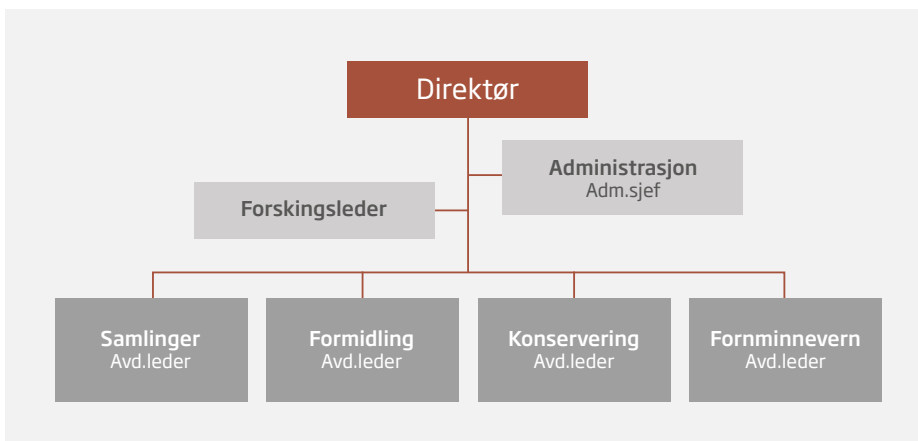 Direktør
Administrasjon
Adm.sjef
Forskingsleder
Samlinger
Avd.leder
Formidling
Avd.leder
Konservering
Avd.leder
Fornminnevern
Avd.leder